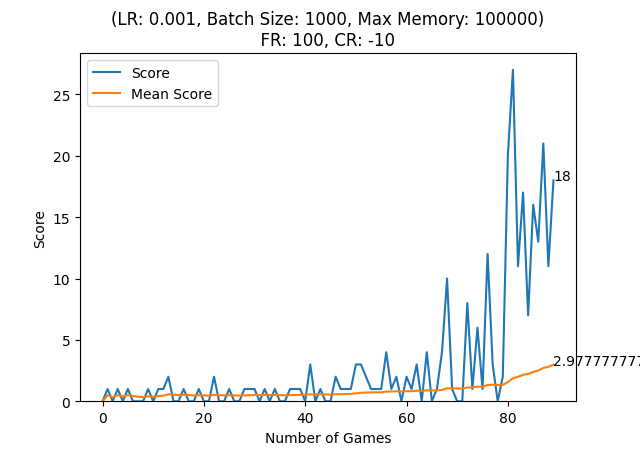 (LR: 0.001, Batch Size: 1000, Max Memory: 100000)
FR: 100, CR: -10
Score
Mean Score
25
20
15
10
5
0
Score
18
2.977777777
0
20
40
60
80
Number of Games